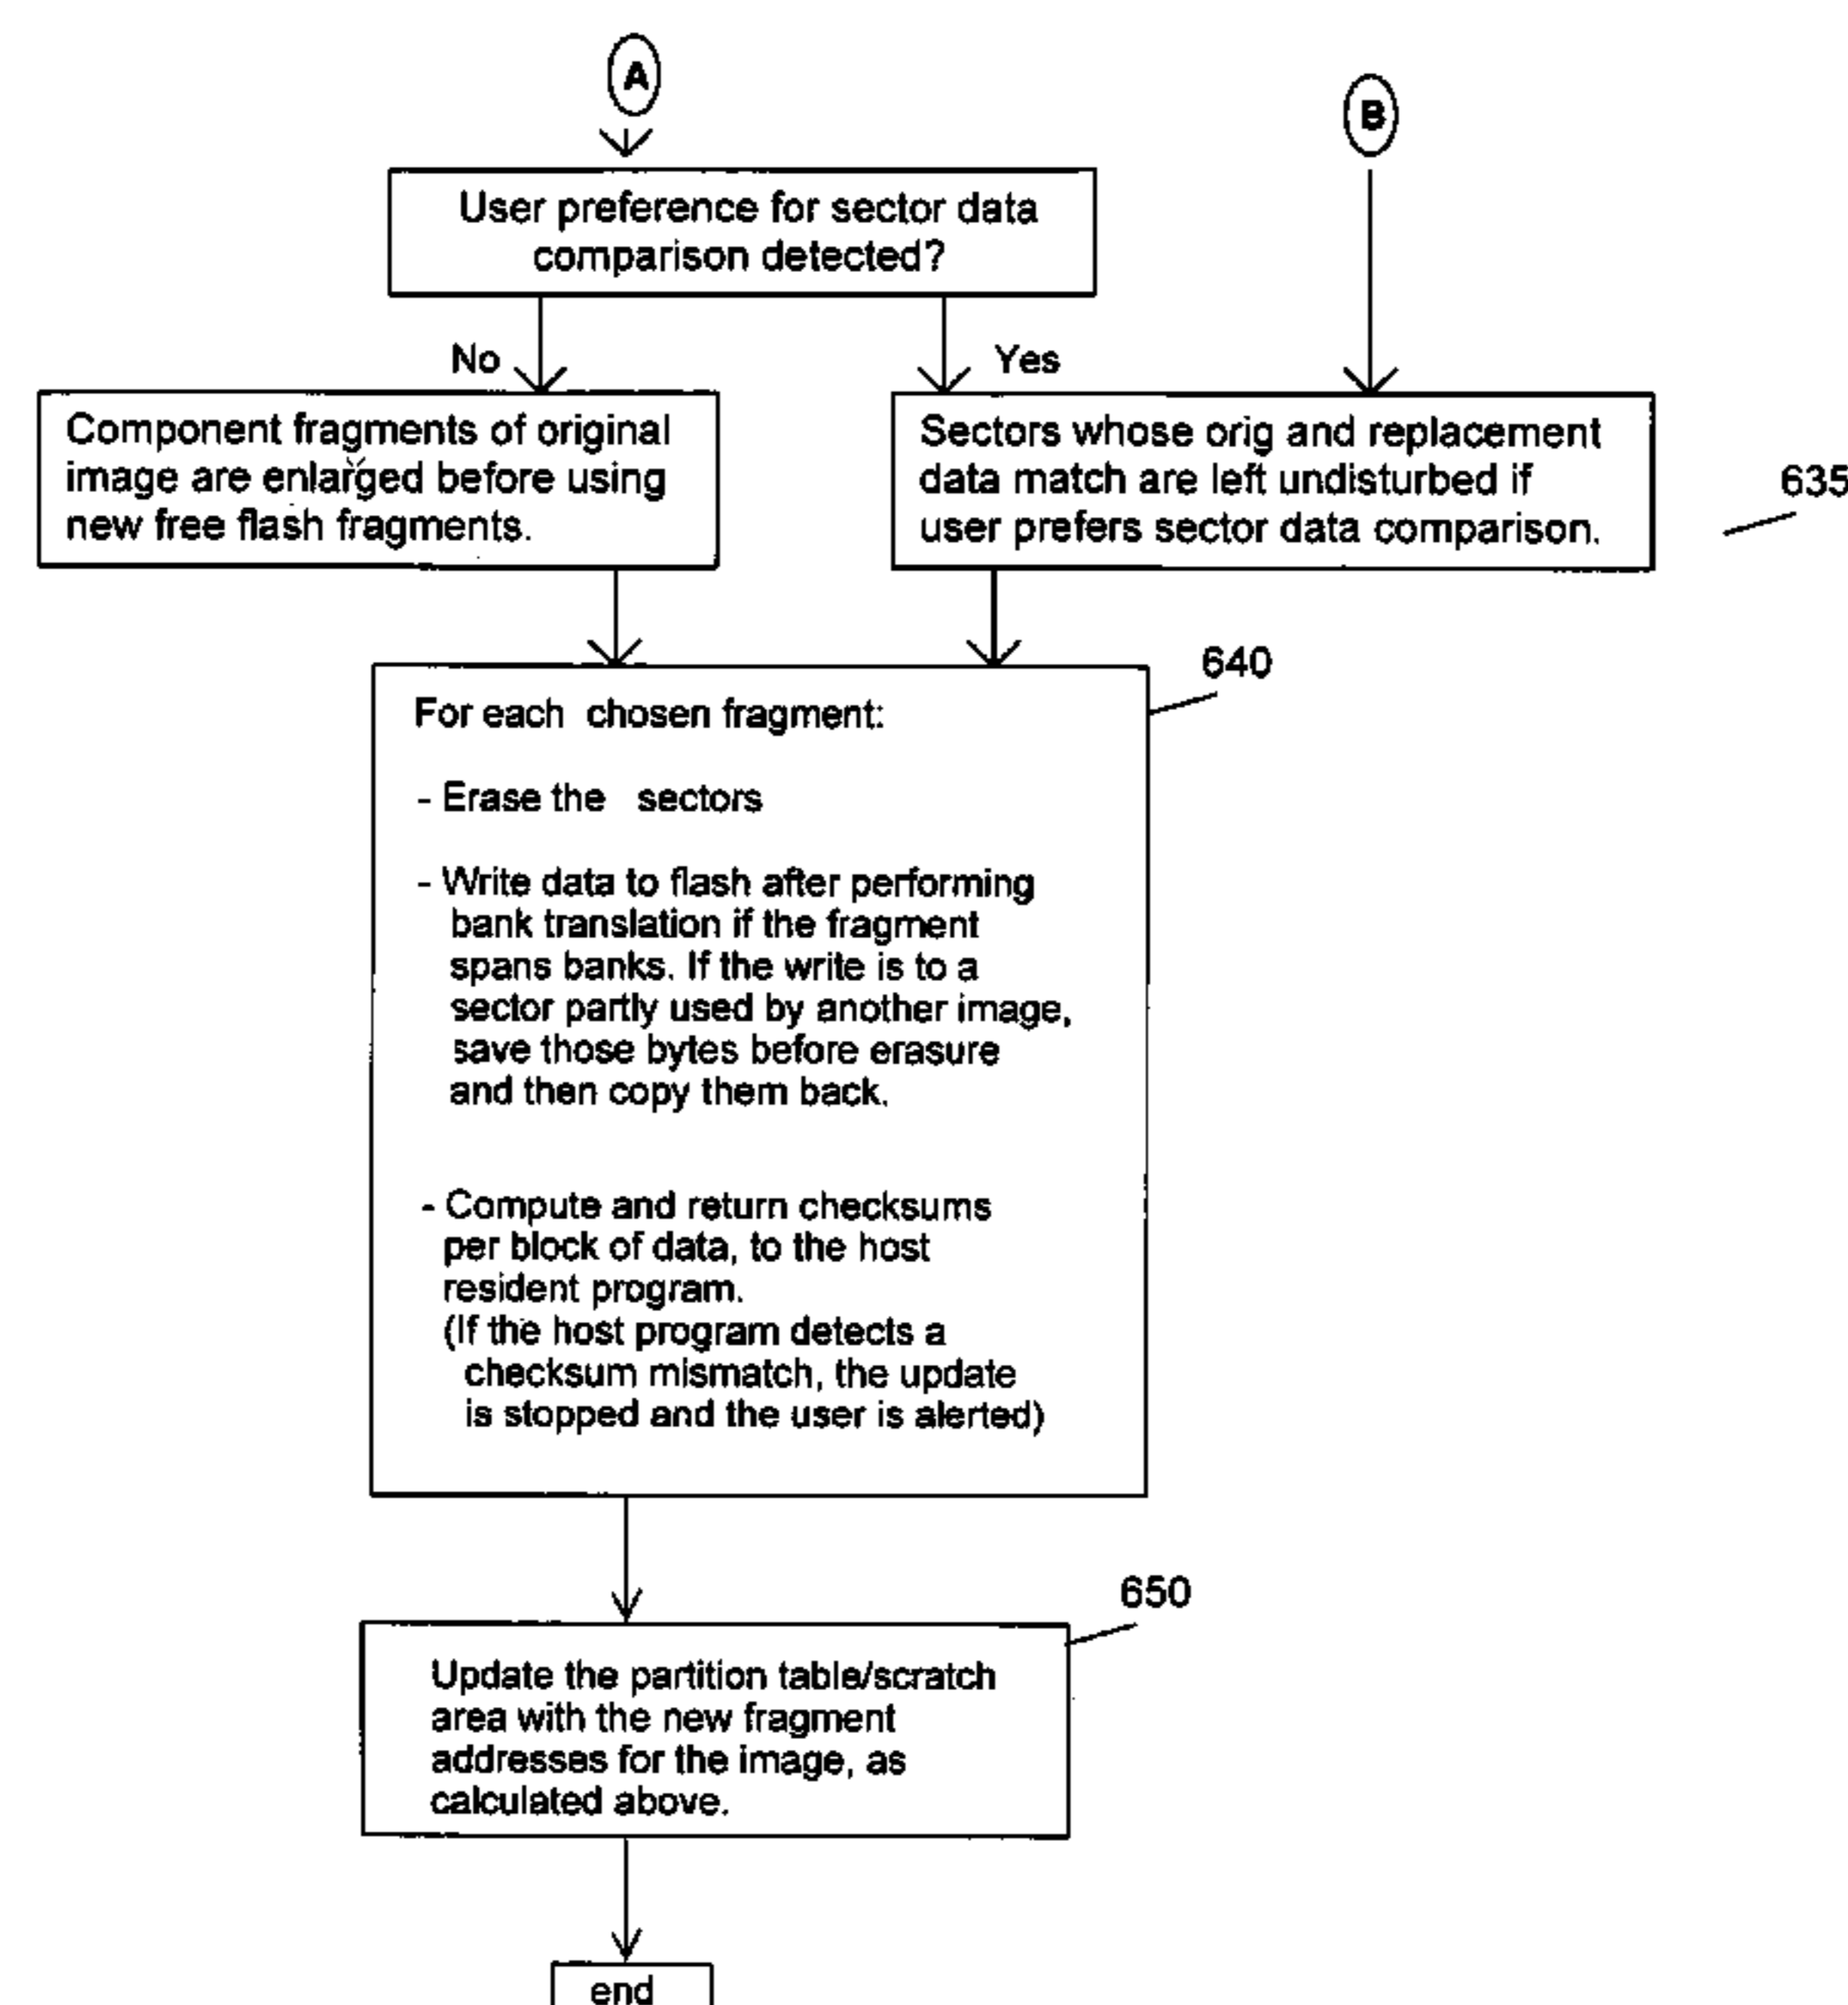 A
B
User preference for sector data
comparison detected?
No
Yes
Component fragments of original
image are enlarged before using
new free flash fragments.
Sectors whose orig and replacement
data match are left undisturbed if
user prefers sector data comparison.
635
640
For each chosen fragment:
- Erase the sectors
- Write data to flash after performing
bank translation if the fragment
spans banks. If the write is to a
sector partly used by another image,
save those bytes before erasure
and then copy them back.
- Compute and return checksums
per block of data, to the host
resident program.
(If the host program detects a
checksum mismatch, the update
is stopped and the user is alerted)
650
Update the partition table/scratch
area with the new fragment
addresses for the image, as
calculated above.
end